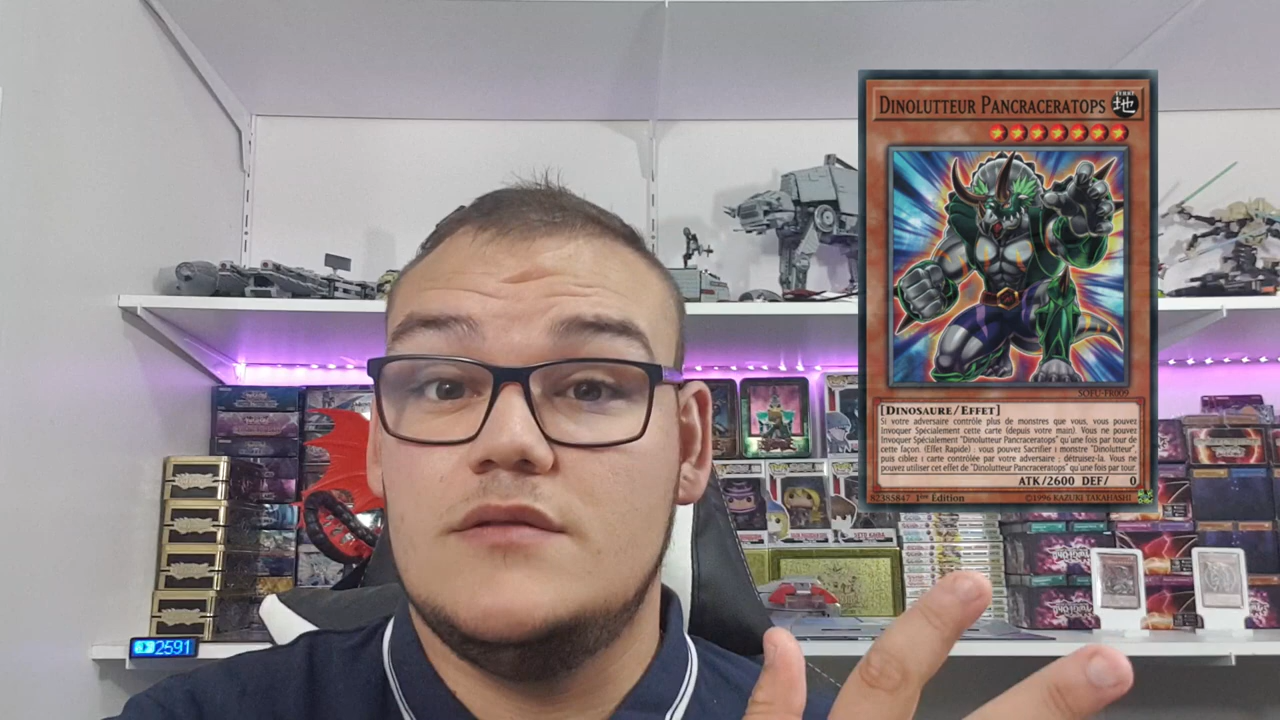 DINOLUTTEUR PANCRACERATOPS
TERRE
地
SOFU-FR009
[DINOSAURE/EFFET]
Si votre adversaire contrôle plus de monstres que vous, vous pouvez
Invoquer Spécialement cette carte (depuis votre main). Vous ne pouvez
Invoquer Spécialement "Dinolutteur Pancraceratops" qu'une fois par tour de
cette façon. (Effet Rapide) : vous pouvez Sacrifier 1 monstre "Dinolutteur",
puis ciblez 1 carte contrôlée par votre adversaire ; détruisez-la. Vous ne
pouvez utiliser cet effet de "Dinolutteur Pancraceratops" qu'une fois par tour.
ATK/2600 DEF/ 0
82385847 1ère Édition
©1996 KAZUKI TAKAHASHI
SETO KAIBA
2591